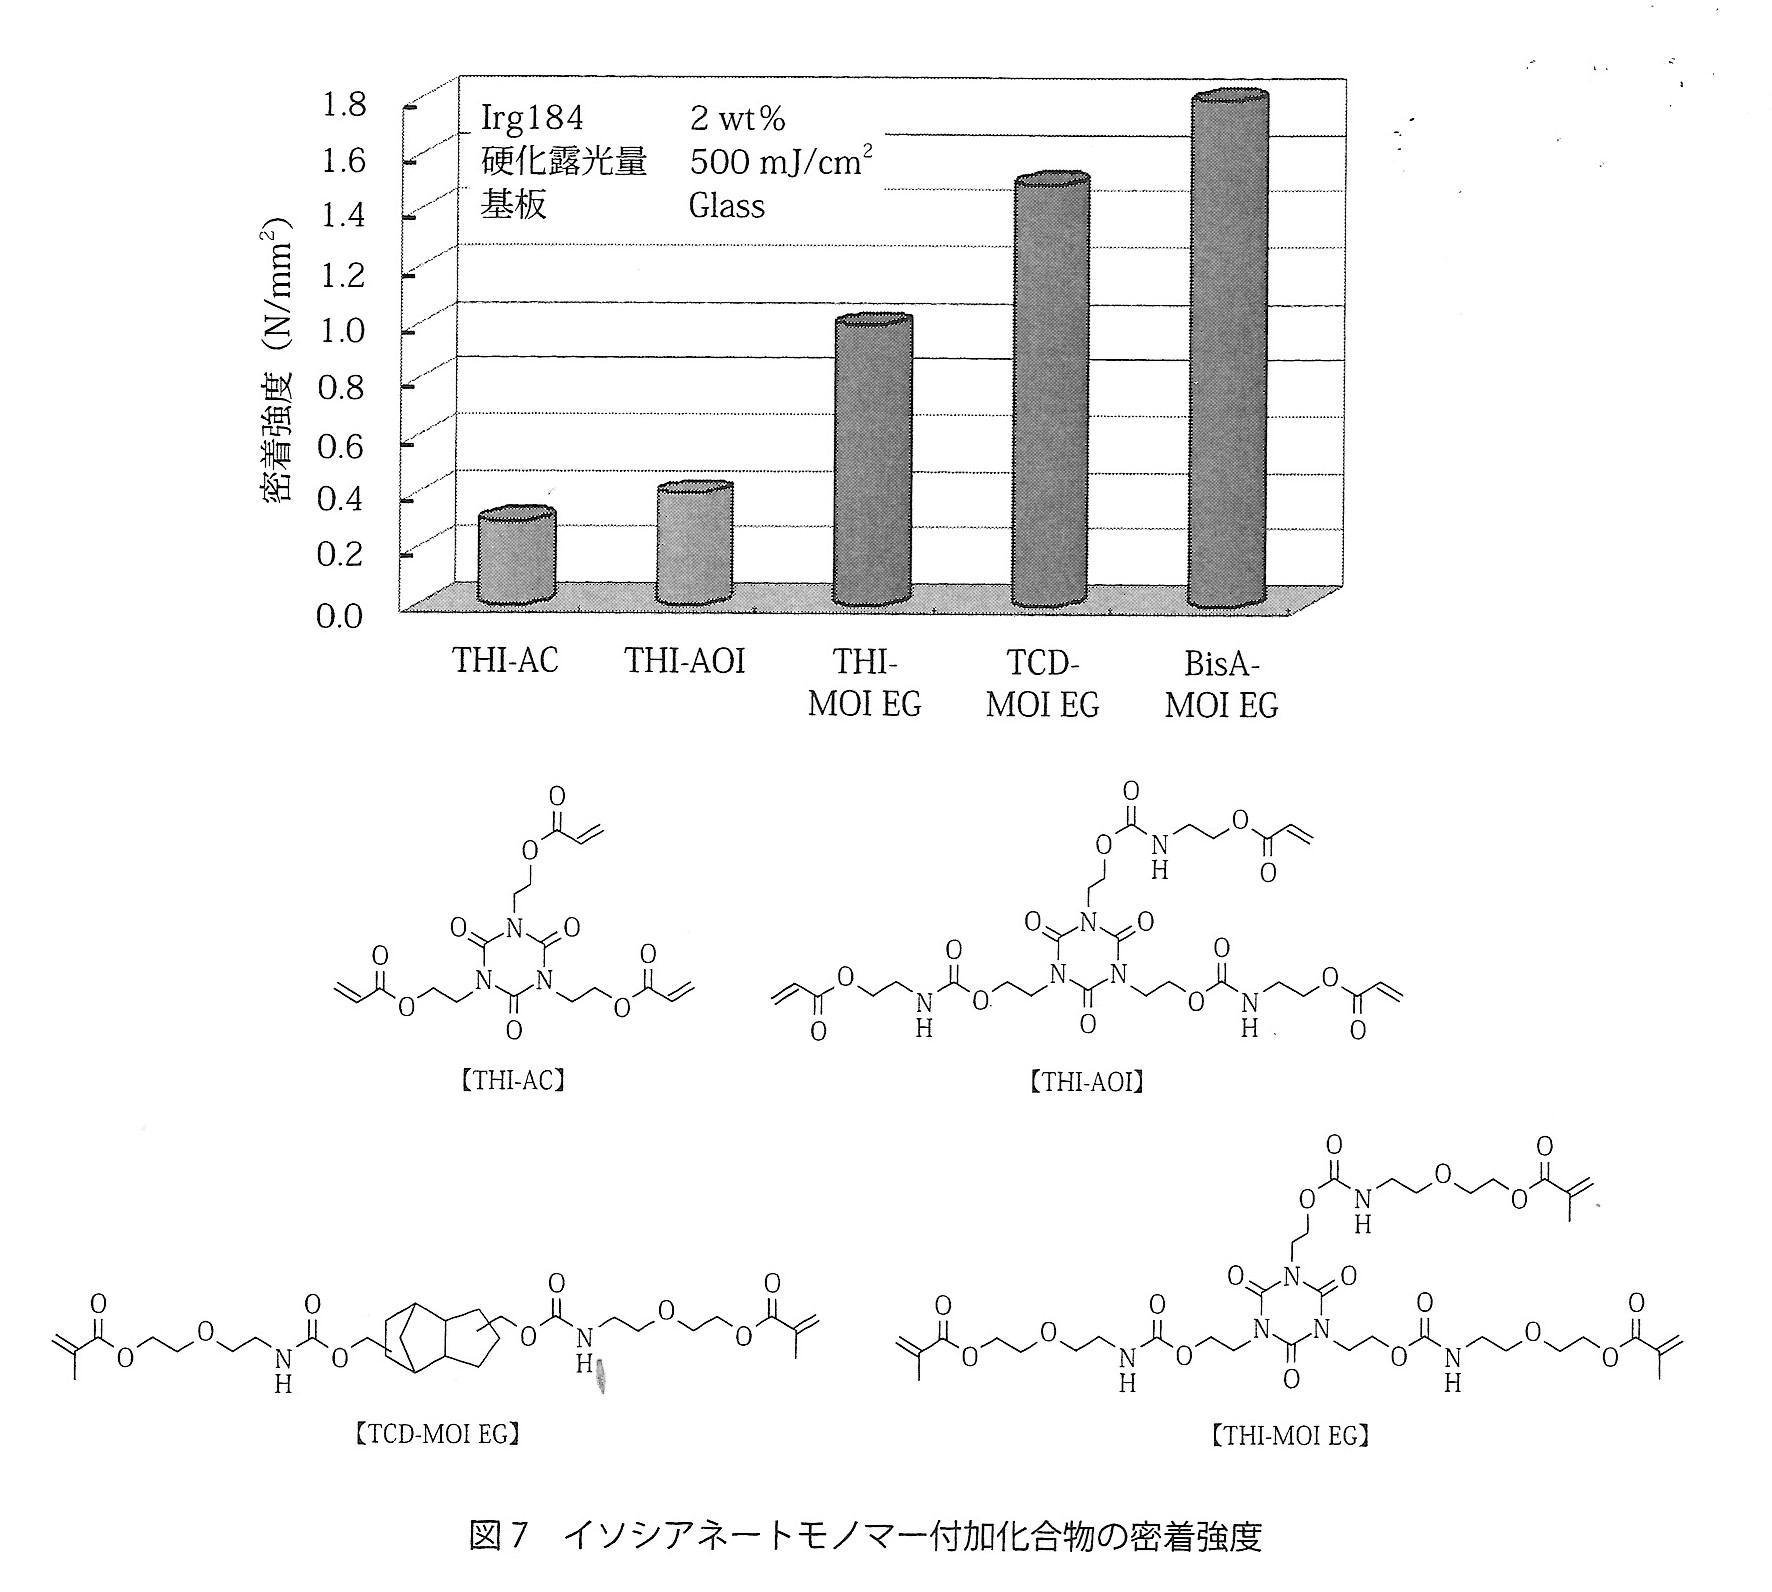 1.8
1.6
1.4
1.2
1.0
0.8
0.6
0.4
0.2
0.0
密着強度 (N/mm²)
Irg184 2 wt%
硬化露光量 500 mJ/cm²
基板 Glass
THI-AC
THI-AOI
THI-
MOI EG
TCD-
MOI EG
BisA-
MOI EG
【THI-AC】
【THI-AOI】
【TCD-MOI EG】
【THI-MOI EG】
図7 イソシアネートモノマー付加化合物の密着強度